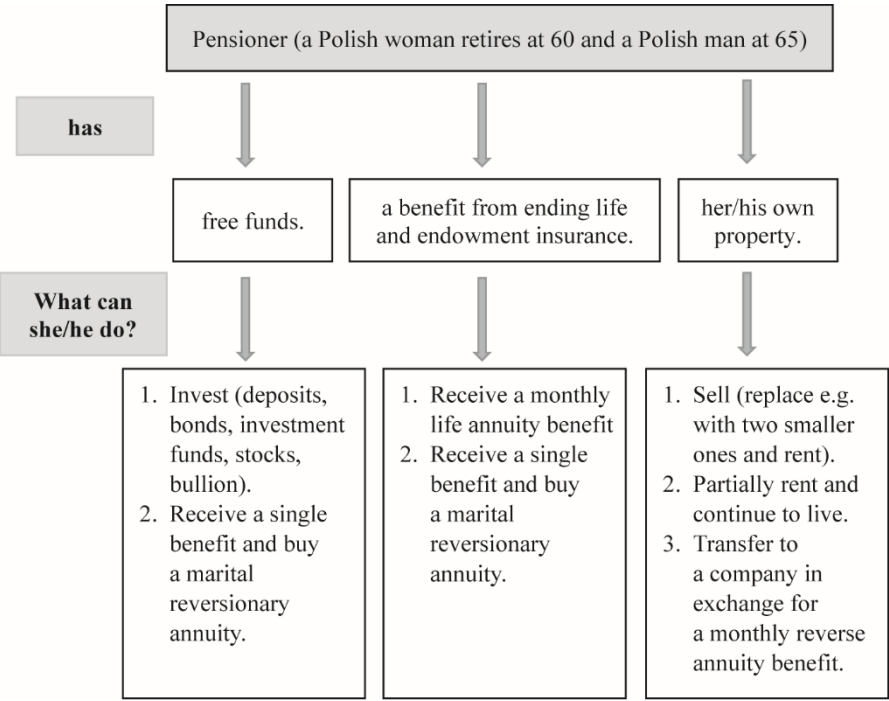 Pensioner (a Polish woman retires at 60 and a Polish man at 65)
has
free funds.
a benefit from ending life
and endowment insurance.
her/his own
property.
What can
she/he do?
1. Invest (deposits,
bonds, investment
funds, stocks,
bullion).
2. Receive a single
benefit and buy
a marital
reversionary
annuity.
1. Receive a monthly
life annuity benefit
2. Receive a single
benefit and buy
a marital
reversionary
annuity.
1. Sell (replace e.g.
with two smaller
ones and rent).
2. Partially rent and
continue to live.
3. Transfer to
a company in
exchange for
a monthly reverse
annuity benefit.